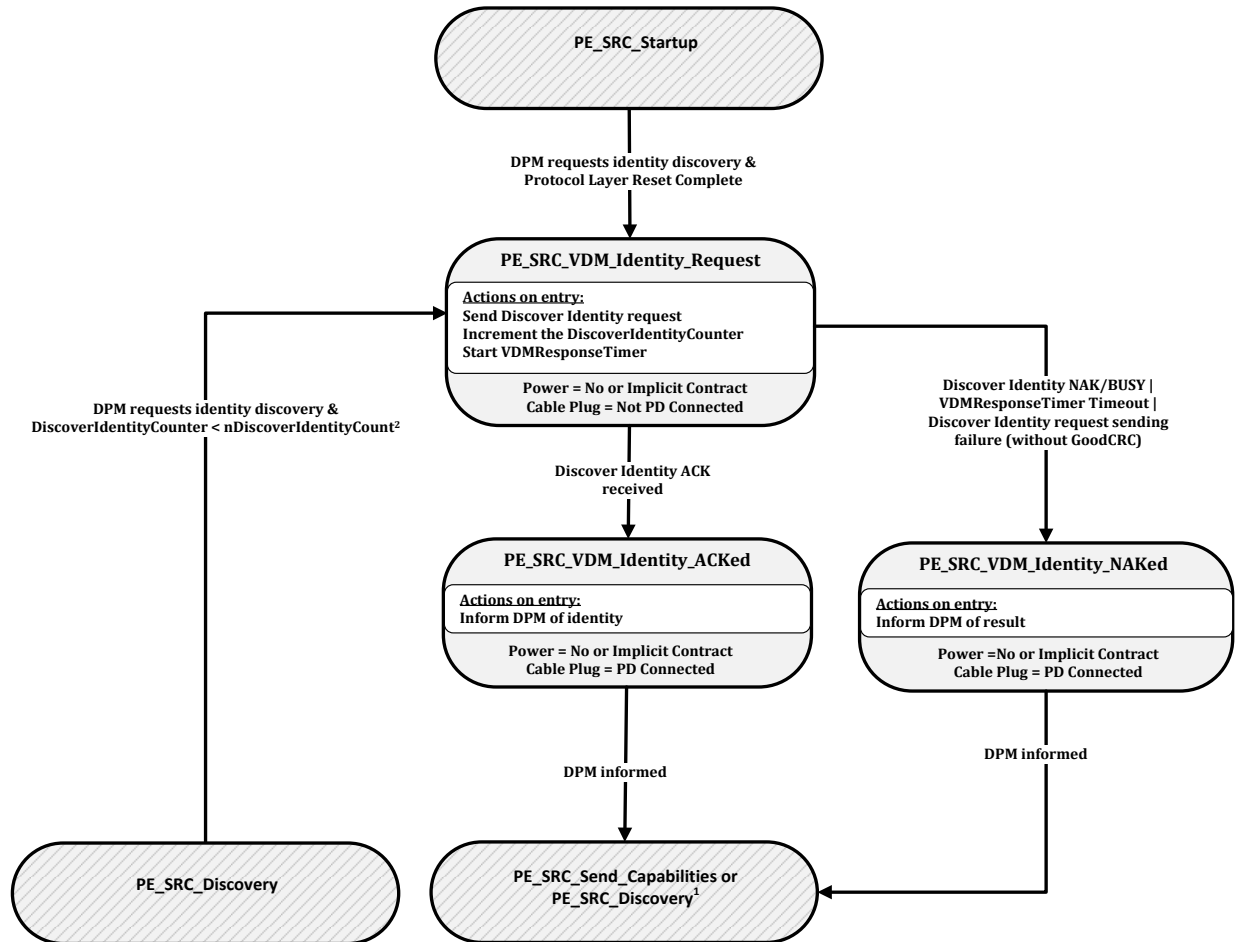 PE_SRC_Startup
DPM requests identity discovery &
Protocol Layer Reset Complete
PE_SRC_VDM_Identity_Request
Actions on entry:
Send Discover Identity request
Increment the DiscoverIdentityCounter
Start VDMResponseTimer
Power = No or Implicit Contract
Cable Plug = Not PD Connected
DPM requests identity discovery &
DiscoverIdentityCounter < nDiscoverIdentityCount²
Discover Identity NAK/BUSY |
VDMResponseTimer Timeout |
Discover Identity request sending
failure (without GoodCRC)
Discover Identity ACK
received
PE_SRC_VDM_Identity_ACKed
Actions on entry:
Inform DPM of identity
Power = No or Implicit Contract
Cable Plug = PD Connected
PE_SRC_VDM_Identity_NAKed
Actions on entry:
Inform DPM of result
Power =No or Implicit Contract
Cable Plug = PD Connected
DPM informed
DPM informed
PE_SRC_Discovery
PE_SRC_Send_Capabilities or
PE_SRC_Discovery¹